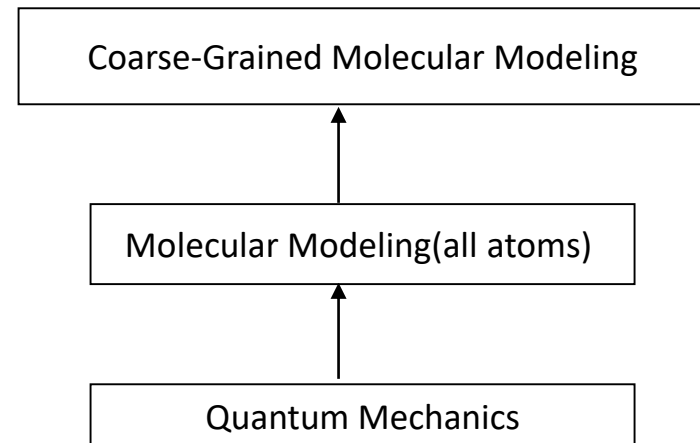 Coarse-Grained Molecular Modeling
Molecular Modeling(all atoms)
Quantum Mechanics